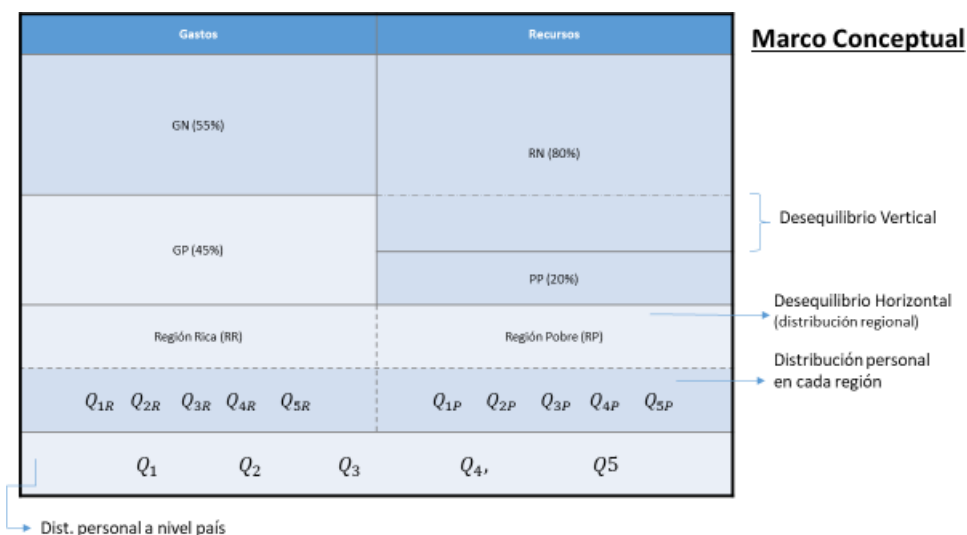 Gastos
Recursos
Marco Conceptual
GN (55%)
RN (80%)
Desequilibrio Vertical
GP (45%)
PP (20%)
Desequilibrio Horizontal
(distribución regional)
Región Rica (RR)
Región Pobre (RP)
Distribución personal
en cada región
Q1R Q2R Q3R Q4R Q5R
Q1P Q2P Q3P Q4P Q5P
Q1 Q2 Q3 Q4, Q5
Dist. personal a nivel país